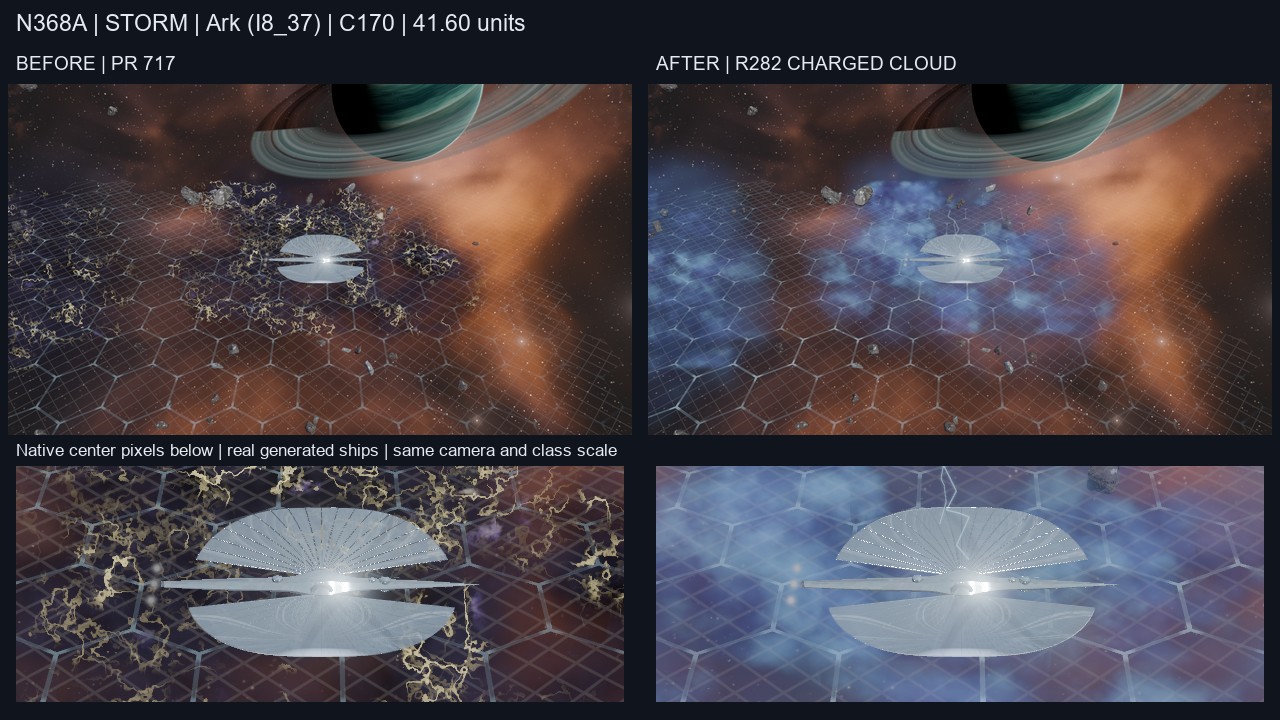 N368A | STORM | Ark (I8_37) | C170 | 41.60 units
BEFORE | PR 717
AFTER | R282 CHARGED CLOUD
Native center pixels below | real generated ships | same camera and class scale